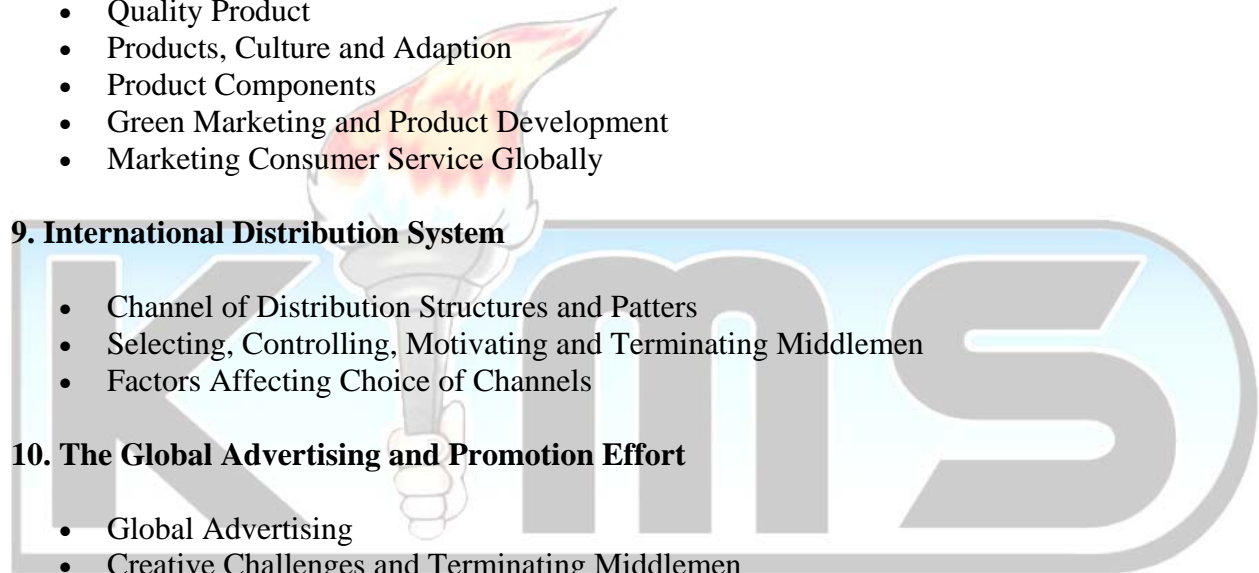 • Quality Product
• Products, Culture and Adaption
• Product Components
• Green Marketing and Product Development
• Marketing Consumer Service Globally
9. International Distribution System
• Channel of Distribution Structures and Patters
• Selecting, Controlling, Motivating and Terminating Middlemen
• Factors Affecting Choice of Channels
10. The Global Advertising and Promotion Effort
• Global Advertising
• Creative Challenges and Terminating Middlemen
KIMS